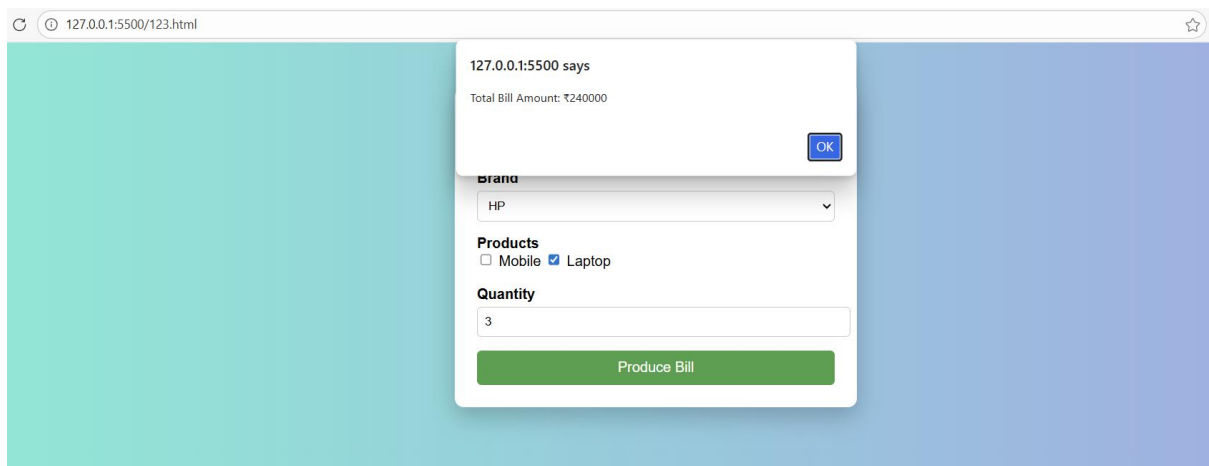 127.0.0.1:5500/123.html
127.0.0.1:5500 says
Total Bill Amount: ₹240000
OK
Brand
HP
Products
Mobile Laptop
Quantity
3
Produce Bill